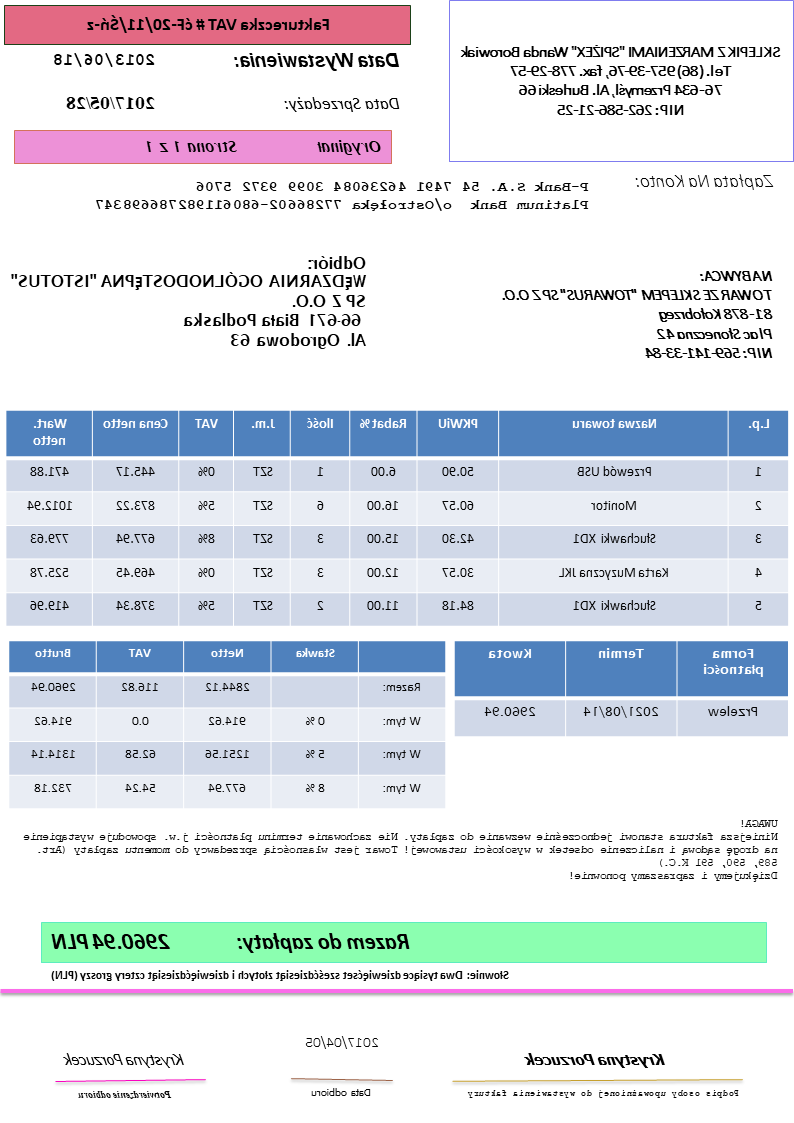 SKLEPIK Z MARZENIAMI "SPIŻEX" Wanda Borowiak
Tel. (86) 957-39-76, fax. 778-29-57
76-634 Przemyśl, Al. Burleski 66
NIP: 262-586-21-25
Faktureczka VAT # ćF-20/11/Śń-z
Data Wystawienia: 2013/06/18
Data Sprzedaży: 2017/05/28
Oryginał Strona 1 z 1
Zapłata Na Konto:
P-Bank S.A. 54 7491 46236084 3099 9372 5706
Platinum Bank o/Ostrołęka 77286602-680611982786698347
NABYWCA:
TOWAR ZE SKLEPEM "TOWARUS" SP Z O.O.
81-878 Kołobrzeg
Plac Słoneczna 42
NIP: 569-141-33-84
Odbiór:
WĘDZARNIA OGÓLNODOSTĘPNA "ISTOTUS"
SP Z O.O.
66-671 Biała Podlaska
Al. Ogrodowa 63
L.p. Nazwa towaru PKWiU Rabat % Ilość J.m. VAT Cena netto Wart. netto
1 Przewód USB 50.90 6.00 1 SZT 0% 445.17 471.88
2 Monitor 60.57 16.00 6 SZT 5% 873.22 1012.94
3 Słuchawki XD1 42.30 15.00 3 SZT 8% 677.94 779.63
4 Karta Muzyczna JKL 30.57 12.00 3 SZT 0% 469.45 525.78
5 Słuchawki XD1 84.18 11.00 2 SZT 5% 378.34 419.96
Forma płatności Termin Kwota
Przelew 2021/08/14 2960.94
Stawka Netto VAT Brutto
Razem: 2844.12 116.82 2960.94
W tym: 0 % 914.62 0.0 914.62
W tym: 5 % 1251.56 62.58 1314.14
W tym: 8 % 677.94 54.24 732.18
UWAGA!
Niniejsza faktura stanowi jednocześnie wezwanie do zapłaty. Nie zachowanie terminu płatności j.w. spowoduje wystąpienie
na drogę sądową i naliczenie odsetek w wysokości ustawowej! Towar jest własnością sprzedawcy do momentu zapłaty (Art.
589, 590, 591 K.C.)
Dziękujemy i zapraszamy ponownie!
Razem do zapłaty: 2960.94 PLN
Słownie: Dwa tysiące dziewięćset sześćdziesiąt złotych i dziewięćdziesiąt cztery groszy (PLN)
Krystyna Porzucek 2017/04/05 Krystyna Porzucek
Podpis osoby upoważnionej do wystawienia faktury Data odbioru Potwierdzenie odbioru